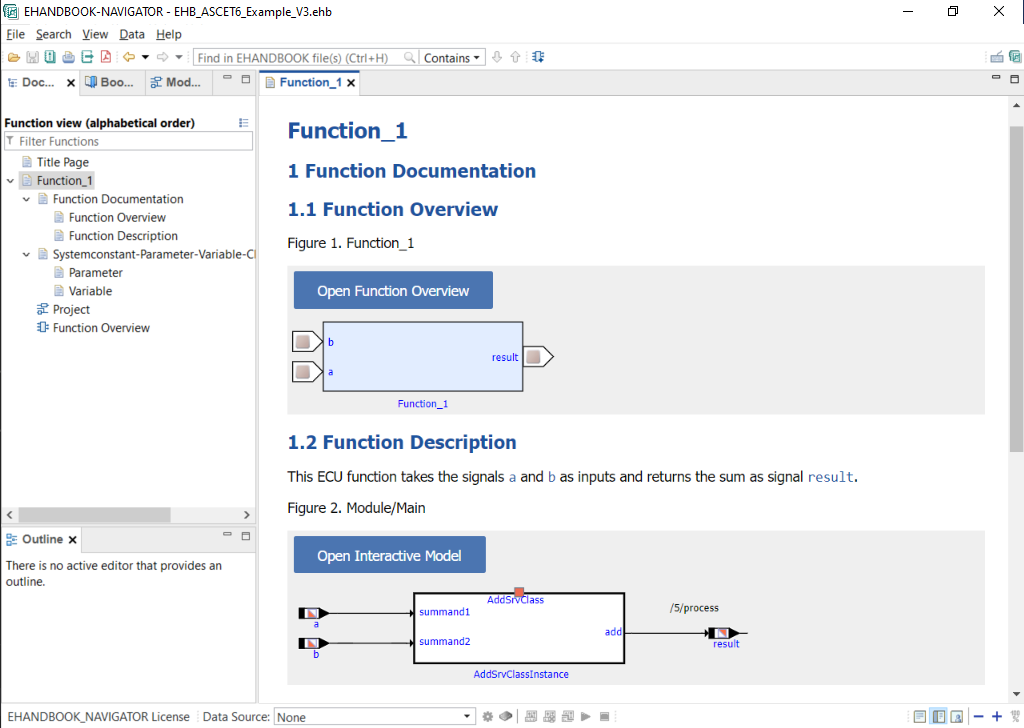 EHANDBOOK-NAVIGATOR - EHB_ASCET6_Example_V3.ehb
File Search View Data Help
Find in EHANDBOOK file(s) (Ctrl+H) Contains
Doc... Boo... Mod...
Function view (alphabetical order)
Filter Functions
Title Page
Function_1
Function Documentation
Function Overview
Function Description
Systemconstant-Parameter-Variable-Cl
Parameter
Variable
Project
Function Overview
Outline
There is no active editor that provides an
outline.
Function_1
Function_1
1 Function Documentation
1.1 Function Overview
Figure 1. Function_1
Open Function Overview
b
result
a
Function_1
1.2 Function Description
This ECU function takes the signals a and b as inputs and returns the sum as signal result.
Figure 2. Module/Main
Open Interactive Model
AddSrvClass
/5/process
summand1
a
add
summand2
result
b
AddSrvClassInstance
EHANDBOOK_NAVIGATOR License Data Source: None